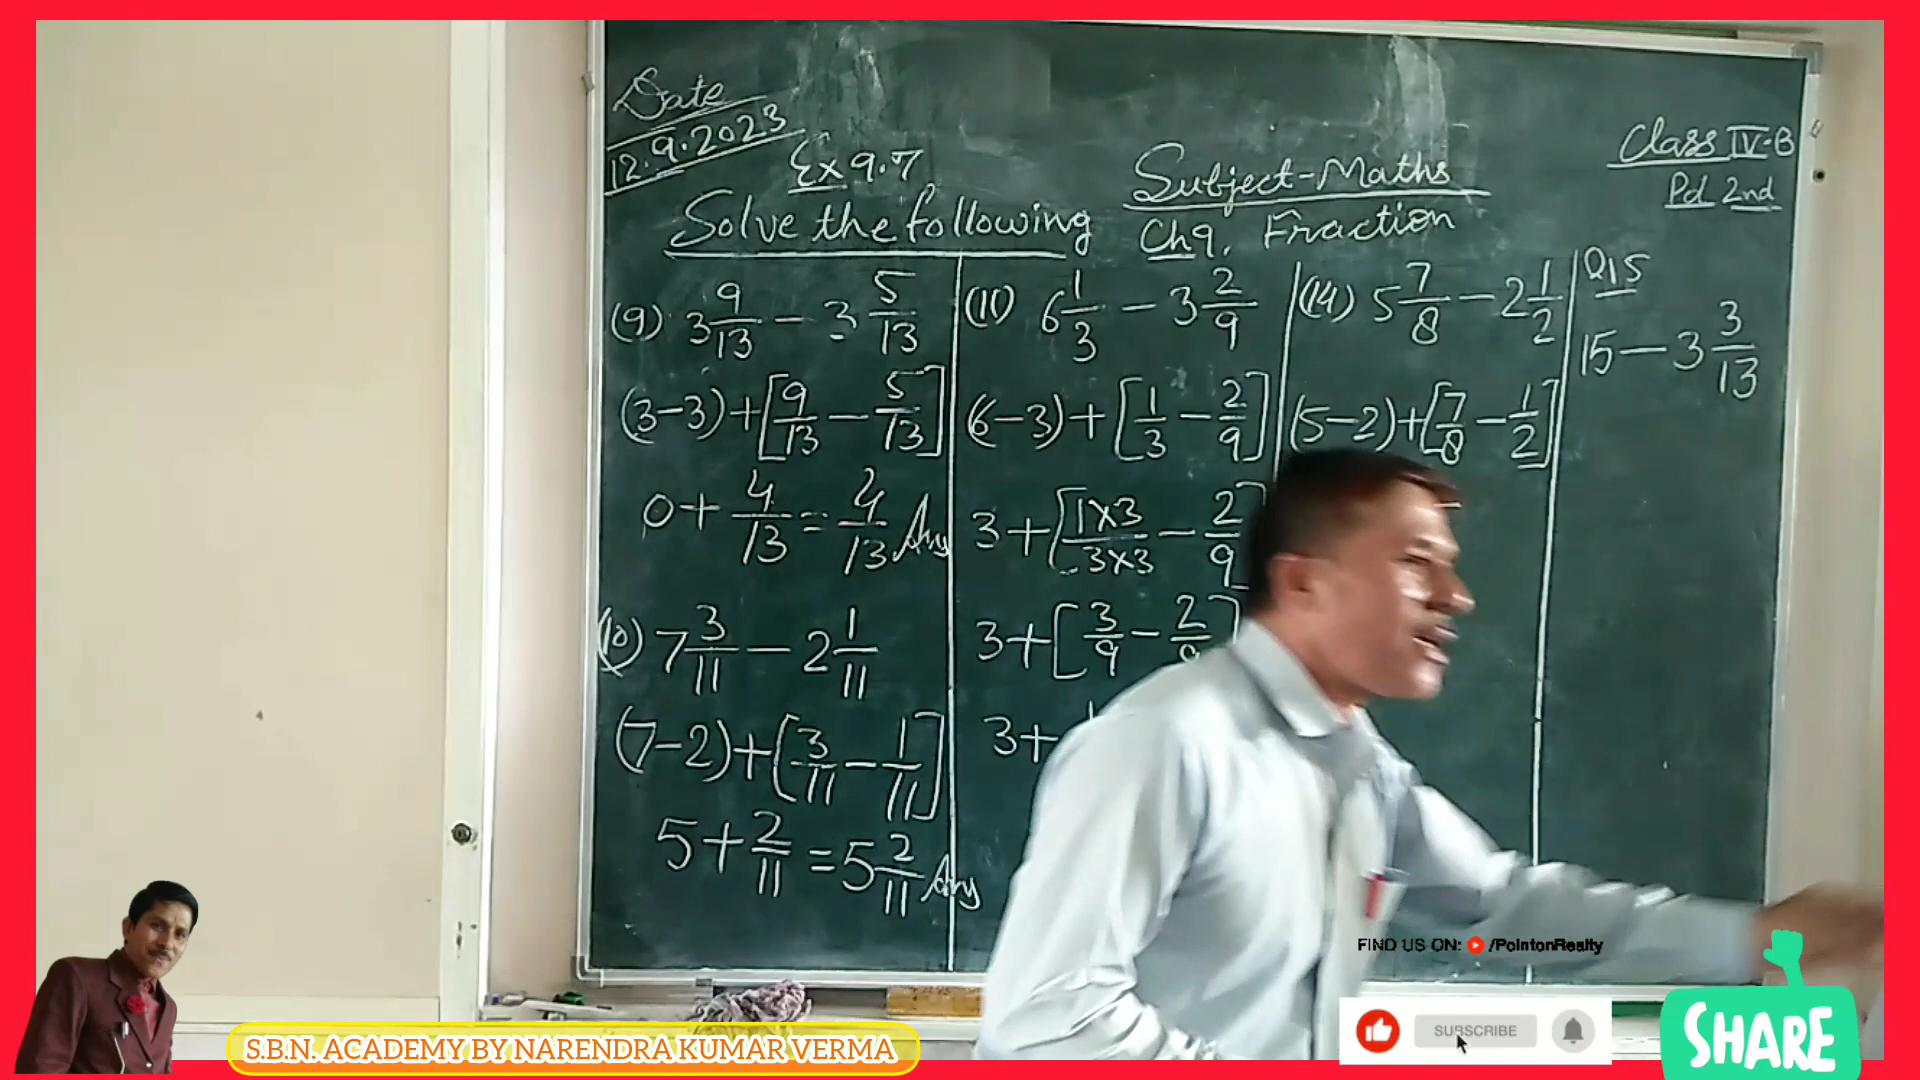 Date
12.9.2023
Ex 9.7
Subject-Maths
Class IV-B
Pd 2nd
Solve the following
Ch 9. Fraction
(9) 3 9/13 - 3 5/13
(3-3)+[9/13 - 5/13]
0+ 4/13 = 4/13 Ans
(10) 7 3/11 - 2 1/11
(7-2)+[3/11 - 1/11]
5+ 2/11 = 5 2/11 Ans
(11) 6 1/3 - 3 2/9
(6-3)+[1/3 - 2/9]
3+[1x3/3x3 - 2/9]
3+[3/9 - 2/9]
3+
(14) 5 7/8 - 2 1/2
(5-2)+[7/8 - 1/2]
Q15
15 - 3 3/13
FIND US ON: /PointonRealty
SUBSCRIBE
SHARE
S.B.N. ACADEMY BY NARENDRA KUMAR VERMA